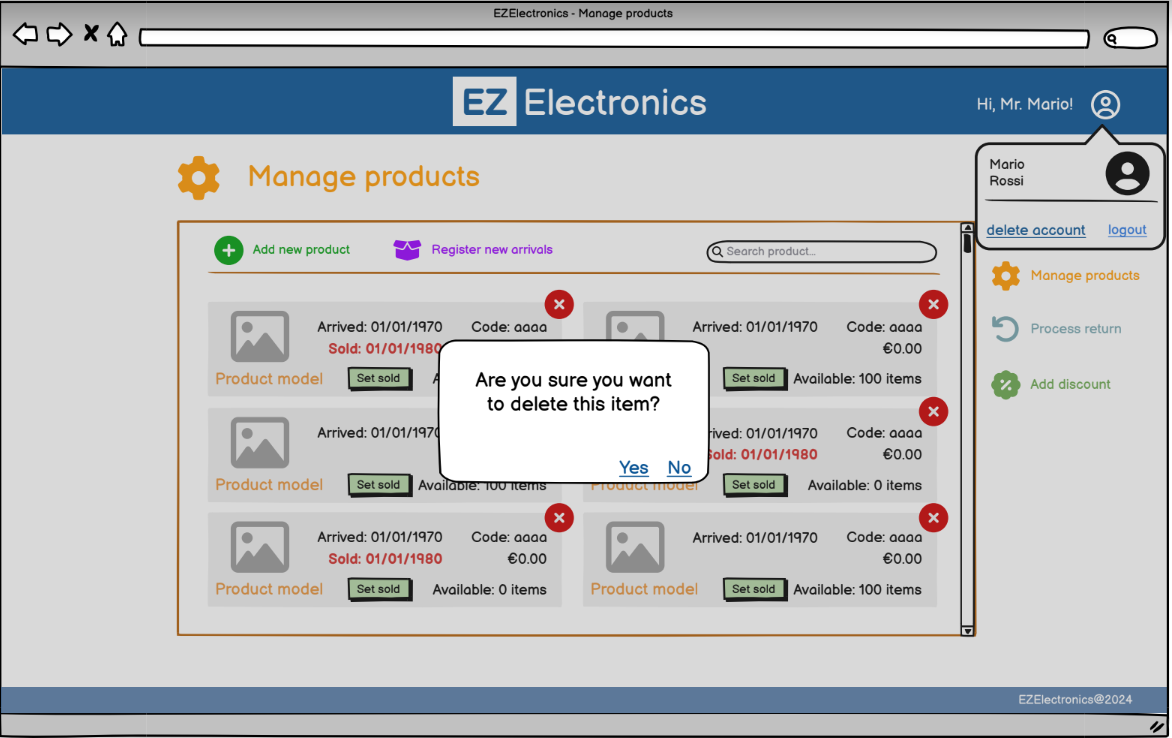 EZElectronics - Manage products
EZ Electronics
Hi, Mr. Mario!
Mario
Rossi
delete account logout
Manage products
Add new product Register new arrivals Search product...
Manage products
Process return
Add discount
Arrived: 01/01/1970 Code: aaaa
Sold: 01/01/1980
Product model Set sold
Arrived: 01/01/1970 Code: aaaa
€0.00
Set sold Available: 100 items
Are you sure you want
to delete this item?
Yes No
Arrived: 01/01/1970
Product model Set sold Available: 100 items
Arrived: 01/01/1970 Code: aaaa
Sold: 01/01/1980 €0.00
Product model Set sold Available: 0 items
Arrived: 01/01/1970 Code: aaaa
Sold: 01/01/1980 €0.00
Product model Set sold Available: 0 items
Arrived: 01/01/1970 Code: aaaa
€0.00
Product model Set sold Available: 100 items
EZElectronics@2024